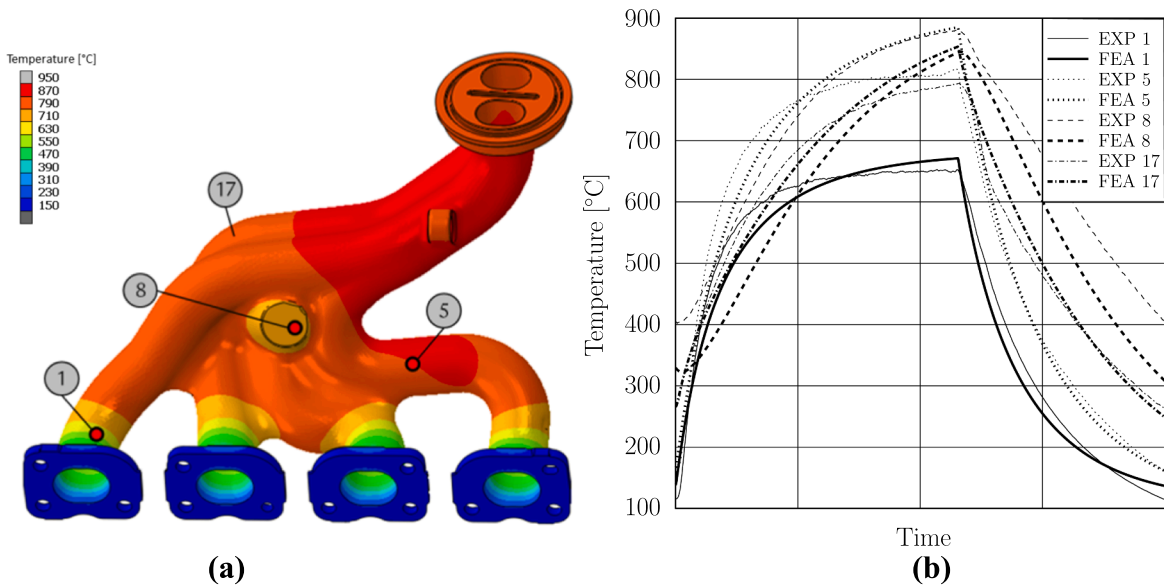 Temperature [°C]
950
870
790
710
630
550
470
390
310
230
150
17
8
5
1
(a)
900
800
700
600
500
400
300
200
100
Temperature [°C]
Time
EXP 1
FEA 1
EXP 5
FEA 5
EXP 8
FEA 8
EXP 17
FEA 17
(b)